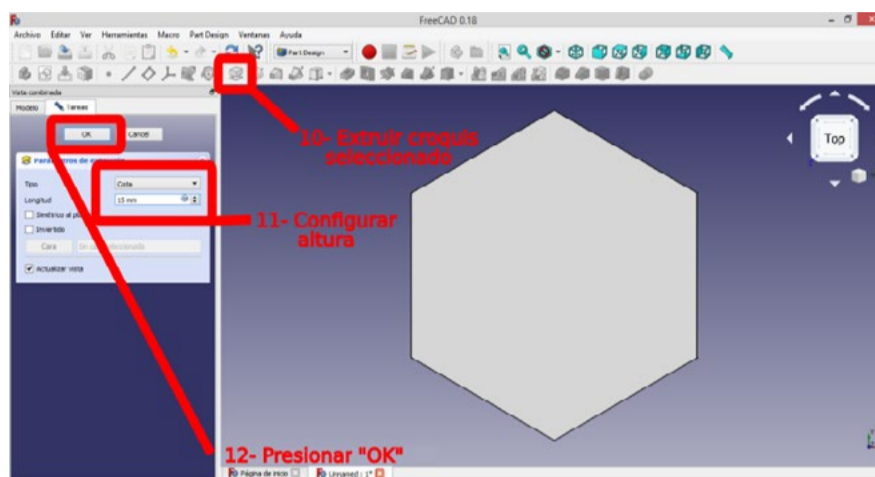 FreeCAD 0.18
Archivo Editar Ver Herramientas Macro Part Design Ventanas Ayuda
Part Design
Vista combinada
Modelo Tareas
OK Cancel
Tipo Cota
Longitud 15 mm
Simétrico al
Invertido
Cara
Actualizar vista
10- Extruir croquis
seleccionado
11- Configurar
altura
12- Presionar "OK"
Top
Página de inicio Unnamed : 1*